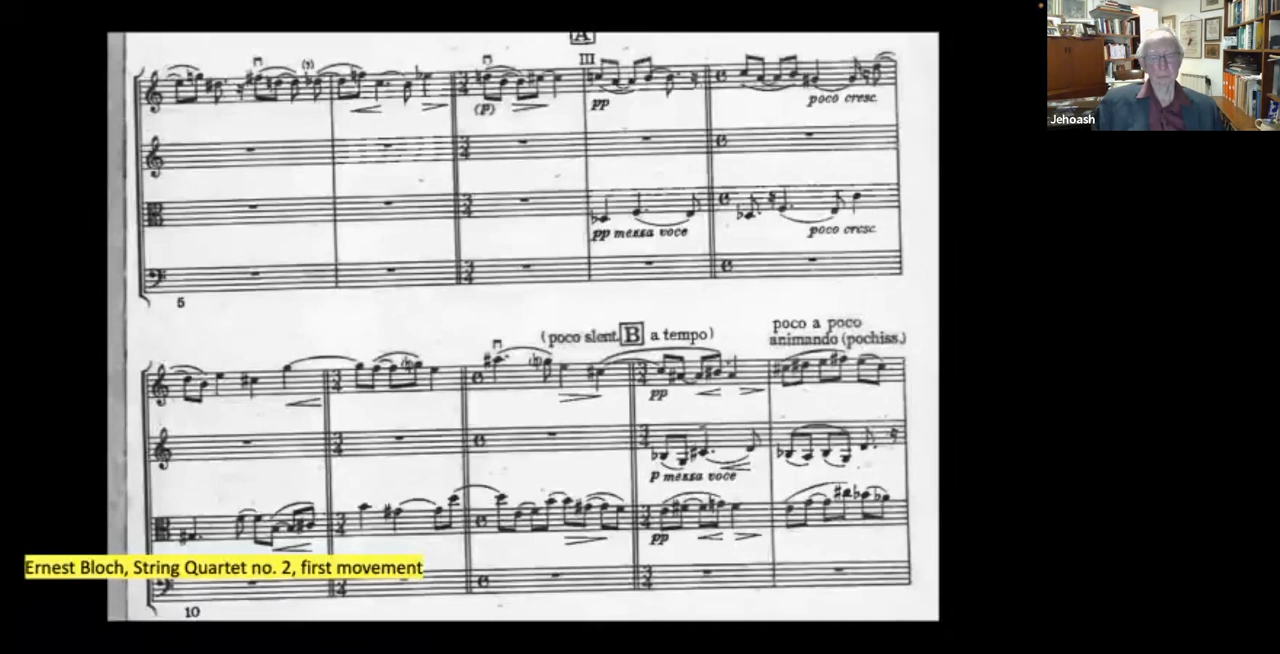 A
III
(P)
pp
poco cresc.
pp mezza voce
poco cresc.
5
(poco slent. B a tempo)
poco a poco
animando (pochiss.)
pp
p mezza voce
pp
Ernest Bloch, String Quartet no. 2, first movement
10
Jehoash